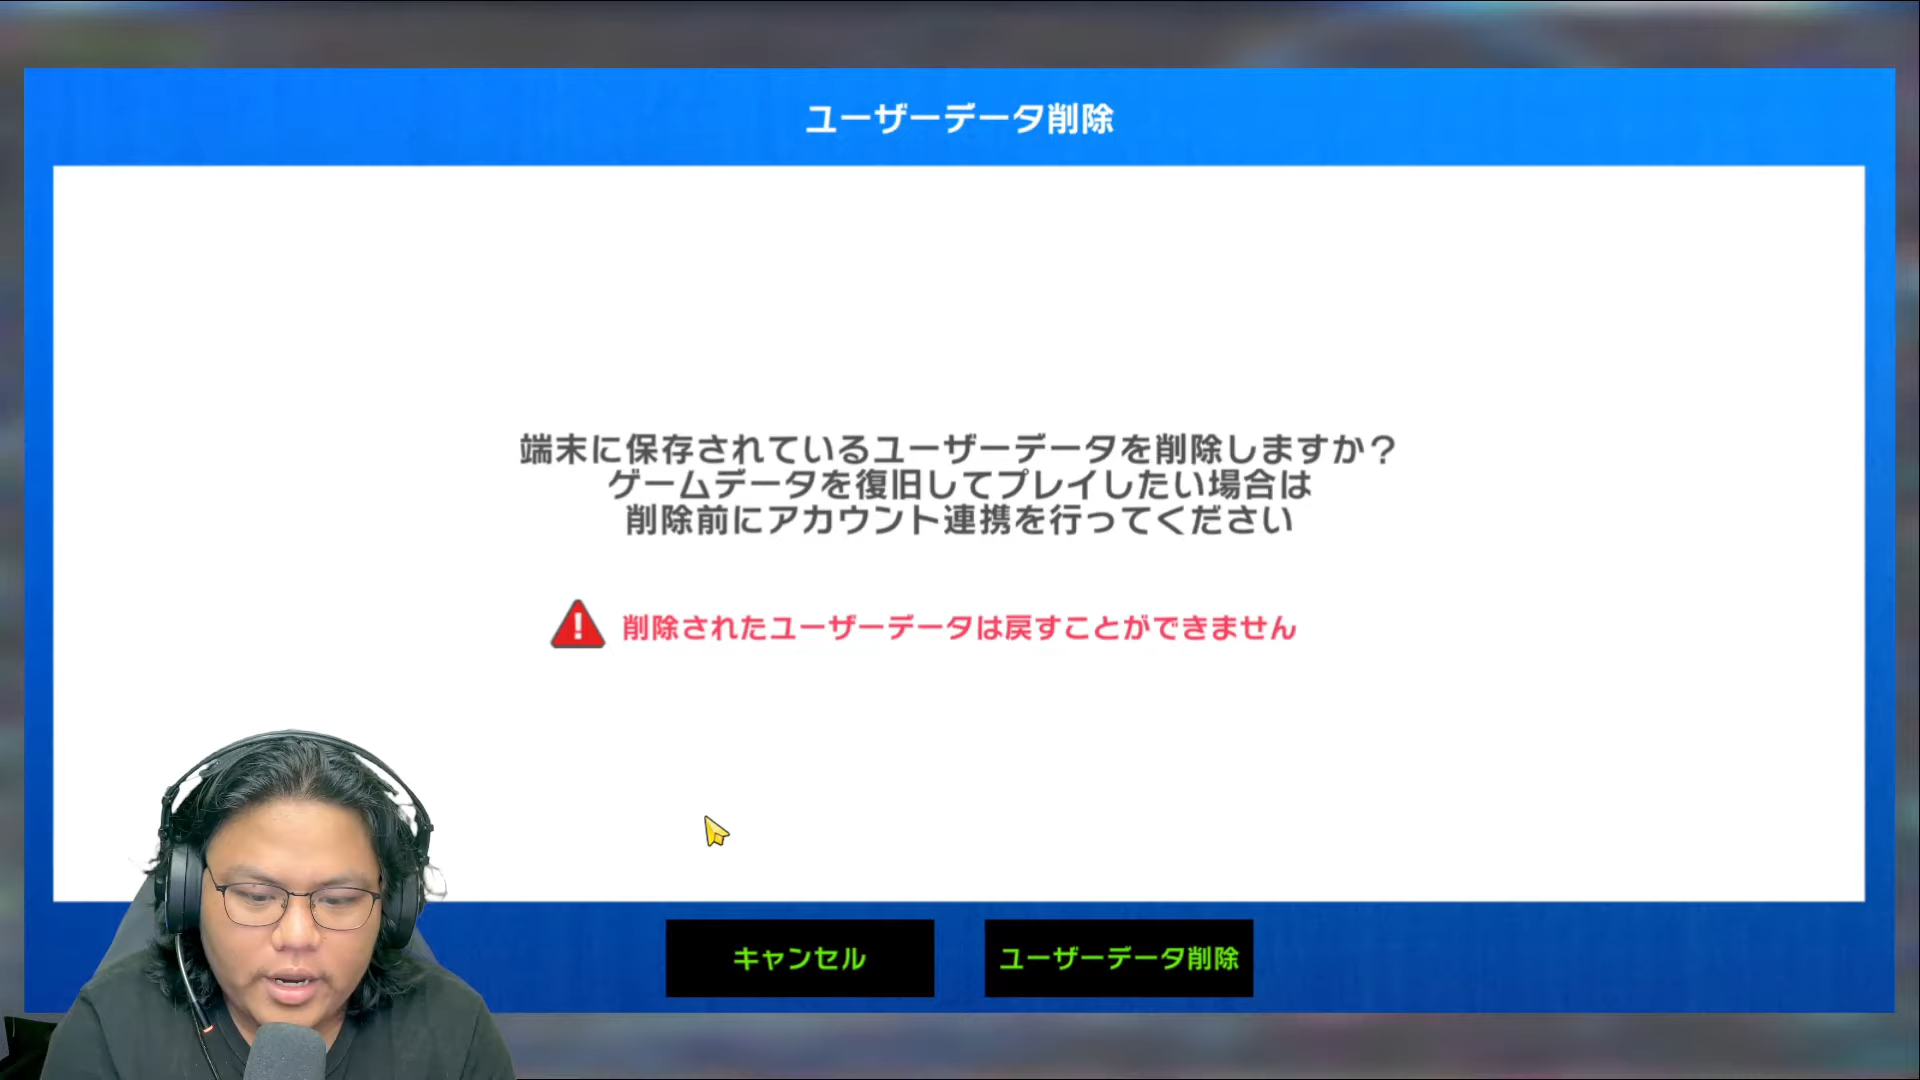 ユーザーデータ削除
端末に保存されているユーザーデータを削除しますか？
ゲームデータを復旧してプレイしたい場合は
削除前にアカウント連携を行ってください
削除されたユーザーデータは戻すことができません
キャンセル
ユーザーデータ削除